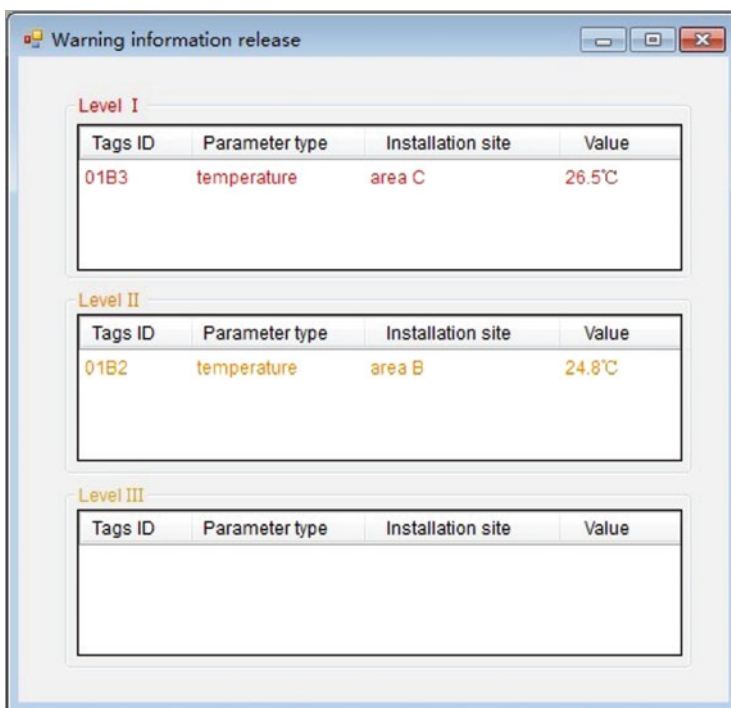 Warning information release
Level I
Tags ID Parameter type Installation site Value
01B3 temperature area C 26.5℃
Level II
Tags ID Parameter type Installation site Value
01B2 temperature area B 24.8℃
Level III
Tags ID Parameter type Installation site Value